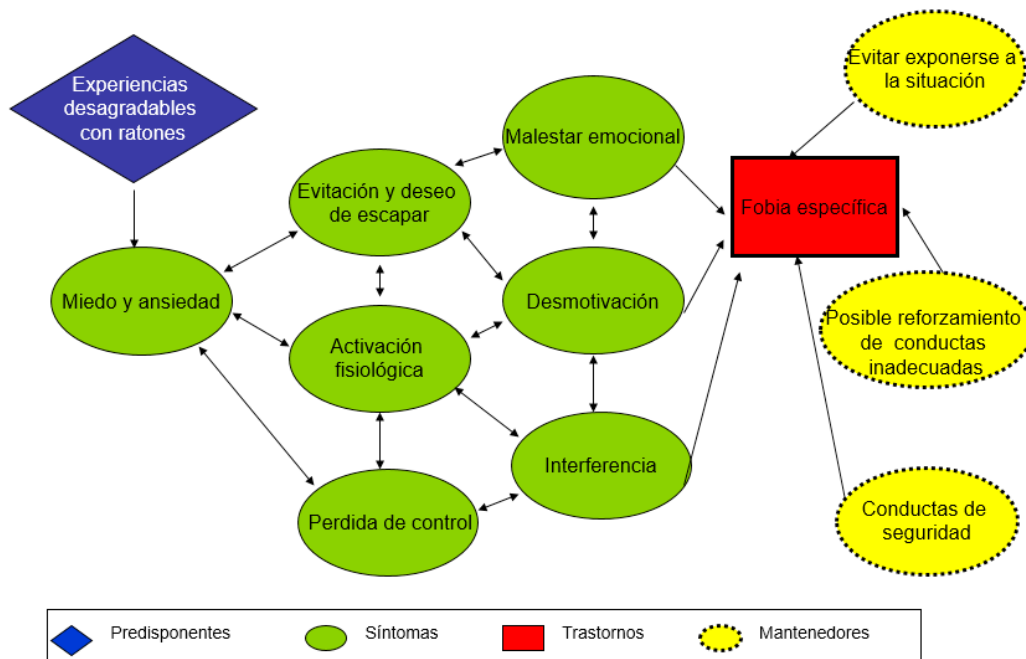 Experiencias
desagradables
con ratones
Miedo y ansiedad
Evitación y deseo
de escapar
Activación
fisiológica
Perdida de control
Malestar emocional
Desmotivación
Interferencia
Fobia específica
Evitar exponerse a
la situación
Posible reforzamiento
de conductas
inadecuadas
Conductas de
seguridad
Predisponentes
Síntomas
Trastornos
Mantenedores